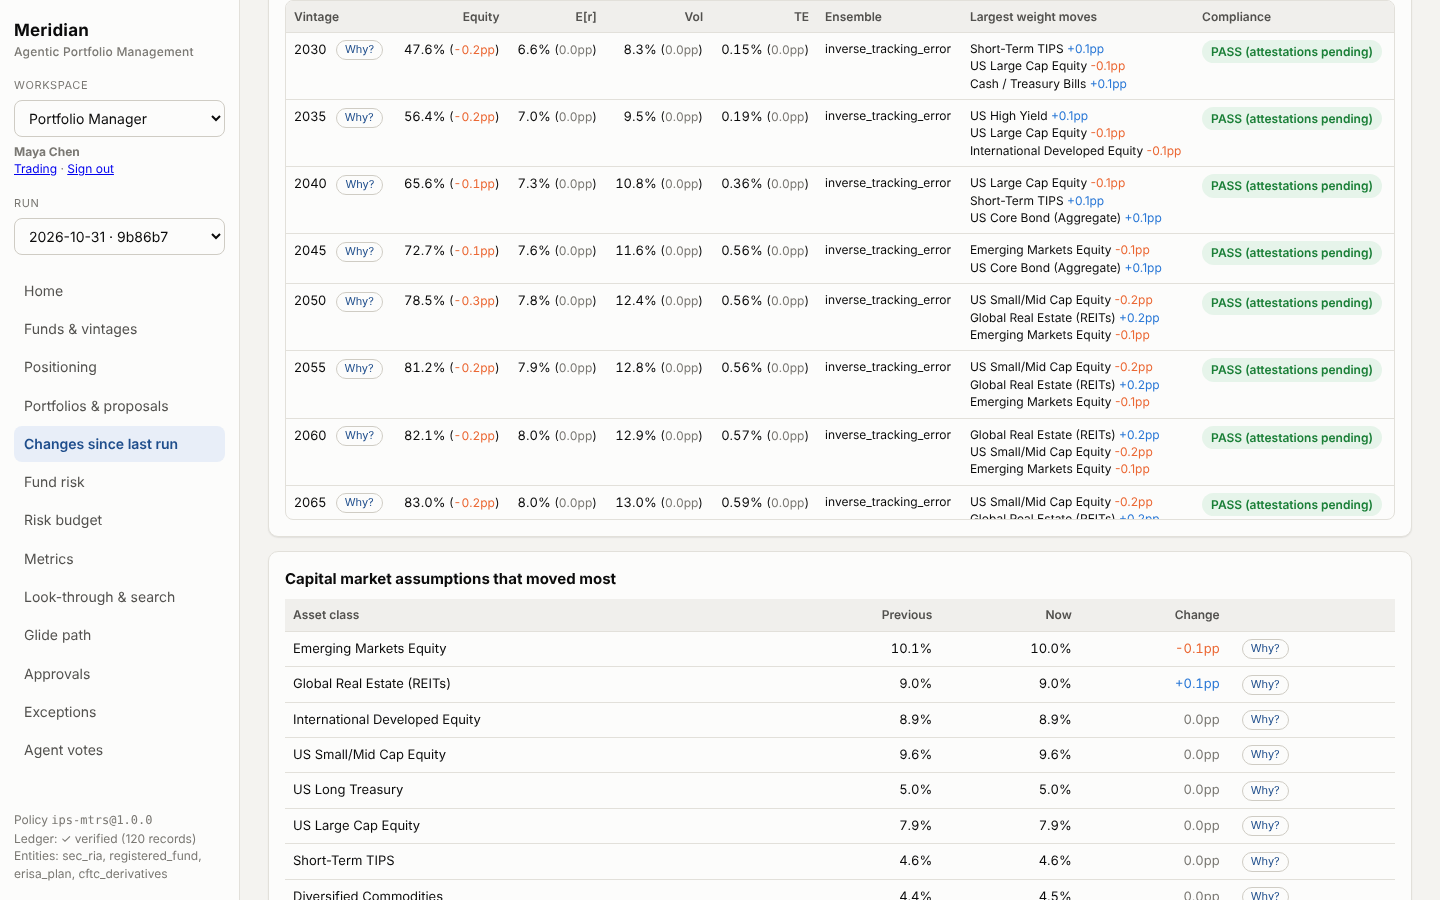 Meridian
Agentic Portfolio Management
WORKSPACE
Portfolio Manager
Maya Chen
Trading · Sign out
RUN
2026-10-31 · 9b86b7
Home
Funds & vintages
Positioning
Portfolios & proposals
Changes since last run
Fund risk
Risk budget
Metrics
Look-through & search
Glide path
Approvals
Exceptions
Agent votes
Policy ips-mtrs@1.0.0
Ledger: ✓ verified (120 records)
Entities: sec_ria, registered_fund,
erisa_plan, cftc_derivatives
Vintage Equity E[r] Vol TE Ensemble Largest weight moves Compliance
2030 Why? 47.6% (-0.2pp) 6.6% (0.0pp) 8.3% (0.0pp) 0.15% (0.0pp) inverse_tracking_error Short-Term TIPS +0.1pp PASS (attestations pending)
US Large Cap Equity -0.1pp
Cash / Treasury Bills +0.1pp
2035 Why? 56.4% (-0.2pp) 7.0% (0.0pp) 9.5% (0.0pp) 0.19% (0.0pp) inverse_tracking_error US High Yield +0.1pp PASS (attestations pending)
US Large Cap Equity -0.1pp
International Developed Equity -0.1pp
2040 Why? 65.6% (-0.1pp) 7.3% (0.0pp) 10.8% (0.0pp) 0.36% (0.0pp) inverse_tracking_error US Large Cap Equity -0.1pp PASS (attestations pending)
Short-Term TIPS +0.1pp
US Core Bond (Aggregate) +0.1pp
2045 Why? 72.7% (-0.1pp) 7.6% (0.0pp) 11.6% (0.0pp) 0.56% (0.0pp) inverse_tracking_error Emerging Markets Equity -0.1pp PASS (attestations pending)
US Core Bond (Aggregate) +0.1pp
2050 Why? 78.5% (-0.3pp) 7.8% (0.0pp) 12.4% (0.0pp) 0.56% (0.0pp) inverse_tracking_error US Small/Mid Cap Equity -0.2pp PASS (attestations pending)
Global Real Estate (REITs) +0.2pp
Emerging Markets Equity -0.1pp
2055 Why? 81.2% (-0.2pp) 7.9% (0.0pp) 12.8% (0.0pp) 0.56% (0.0pp) inverse_tracking_error US Small/Mid Cap Equity -0.2pp PASS (attestations pending)
Global Real Estate (REITs) +0.2pp
Emerging Markets Equity -0.1pp
2060 Why? 82.1% (-0.2pp) 8.0% (0.0pp) 12.9% (0.0pp) 0.57% (0.0pp) inverse_tracking_error Global Real Estate (REITs) +0.2pp PASS (attestations pending)
US Small/Mid Cap Equity -0.2pp
Emerging Markets Equity -0.1pp
2065 Why? 83.0% (-0.2pp) 8.0% (0.0pp) 13.0% (0.0pp) 0.59% (0.0pp) inverse_tracking_error US Small/Mid Cap Equity -0.2pp PASS (attestations pending)
Global Real Estate (REITs) +0.2pp
Capital market assumptions that moved most
Asset class Previous Now Change
Emerging Markets Equity 10.1% 10.0% -0.1pp Why?
Global Real Estate (REITs) 9.0% 9.0% +0.1pp Why?
International Developed Equity 8.9% 8.9% 0.0pp Why?
US Small/Mid Cap Equity 9.6% 9.6% 0.0pp Why?
US Long Treasury 5.0% 5.0% 0.0pp Why?
US Large Cap Equity 7.9% 7.9% 0.0pp Why?
Short-Term TIPS 4.6% 4.6% 0.0pp Why?
Diversified Commodities 4.4% 4.5% 0.0pp Why?